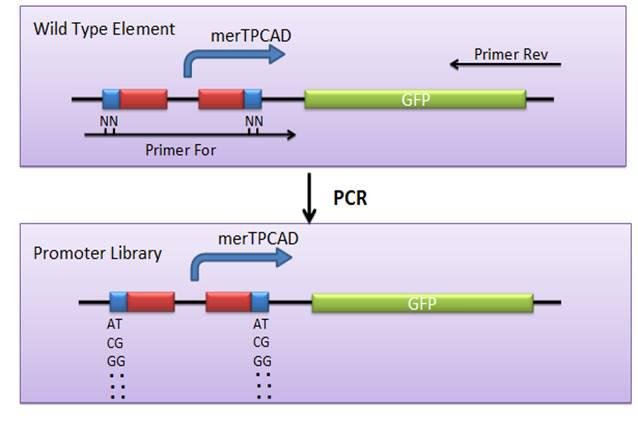 Wild Type Element
merTPCAD
Primer Rev
GFP
NN NN
Primer For
PCR
merTPCAD
Promoter Library
GFP
AT AT
CG CG
GG GG
: : : :
: : : :